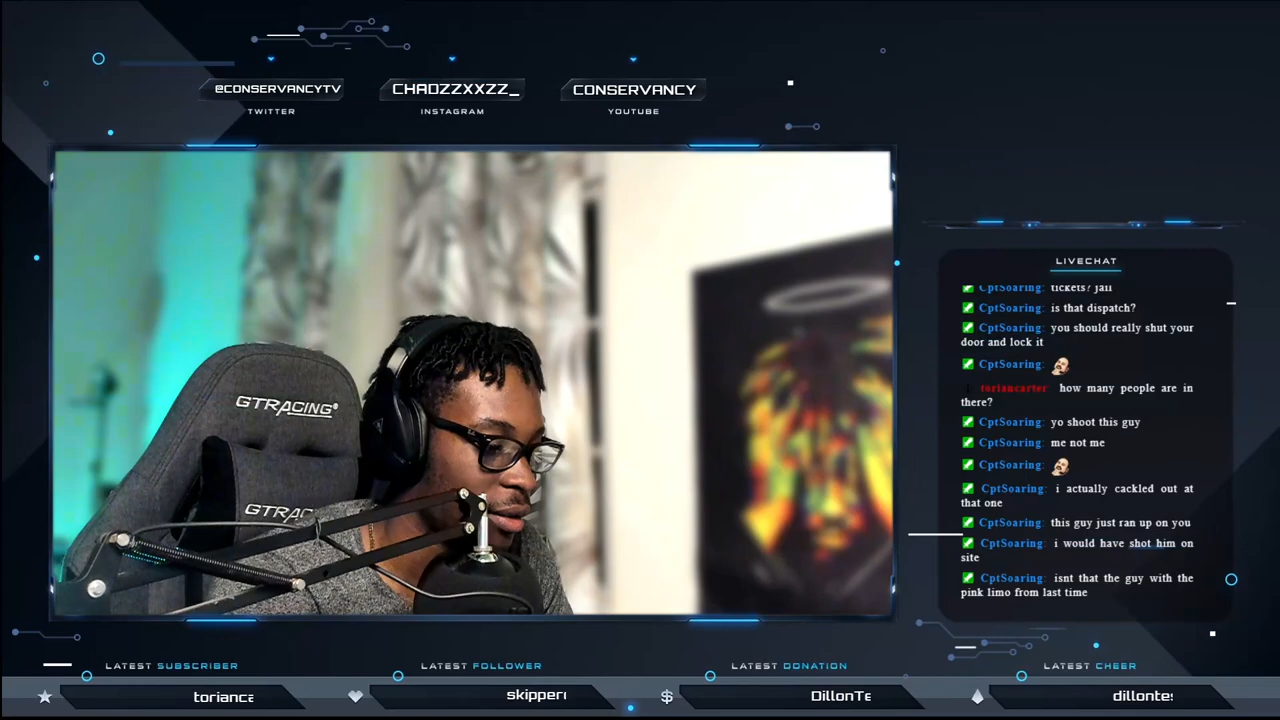 @CONSERVANCYTV
CHADZZXXZZ_
CONSERVANCY
TWITTER
INSTAGRAM
YOUTUBE
GTRACING®
GTRAC
LIVECHAT
CptSoaring: tickets? jail
CptSoaring: is that dispatch?
CptSoaring: you should really shut your
door and lock it
CptSoaring:
toriancarter: how many people are in
there?
CptSoaring: yo shoot this guy
CptSoaring: me not me
CptSoaring:
CptSoaring: i actually cackled out at
that one
CptSoaring: this guy just ran up on you
CptSoaring: i would have shot him on
site
CptSoaring: isnt that the guy with the
pink limo from last time
LATEST SUBSCRIBER
LATEST FOLLOWER
LATEST DONATION
LATEST CHEER
torianca
skipper
$
DillonTe
dillonte